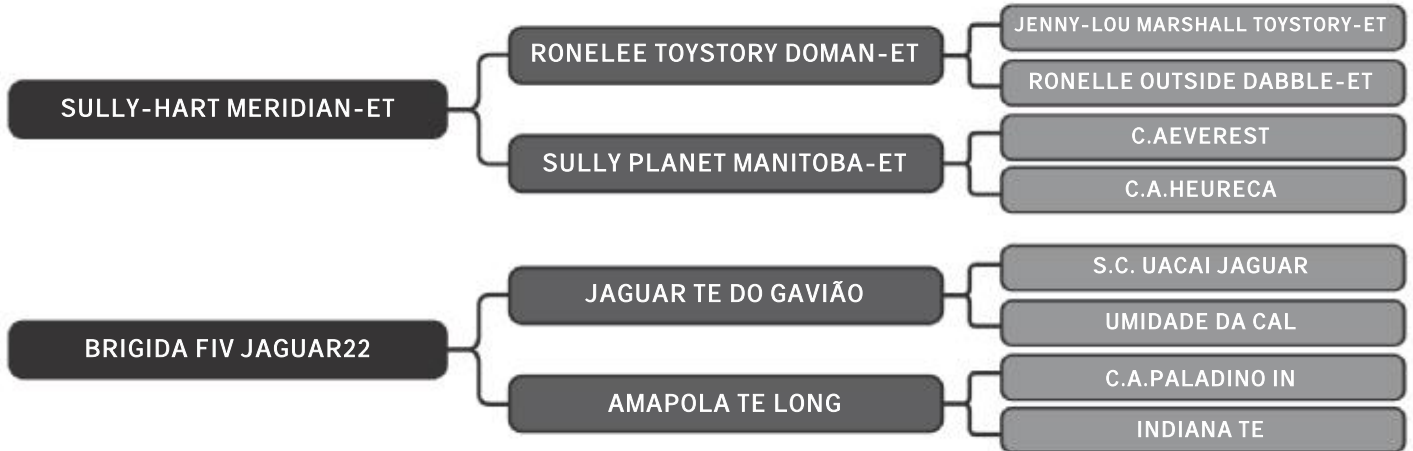 JENNY-LOU MARSHALL TOYSTORY-ET
RONELEE TOYSTORY DOMAN-ET
RONELLE OUTSIDE DABBLE-ET
SULLY-HART MERIDIAN-ET
C.AEVEREST
SULLY PLANET MANITOBA-ET
C.A.HEURECA
S.C. UACAI JAGUAR
JAGUAR TE DO GAVIÃO
UMIDADE DA CAL
BRIGIDA FIV JAGUAR22
C.A.PALADINO IN
AMAPOLA TE LONG
INDIANA TE